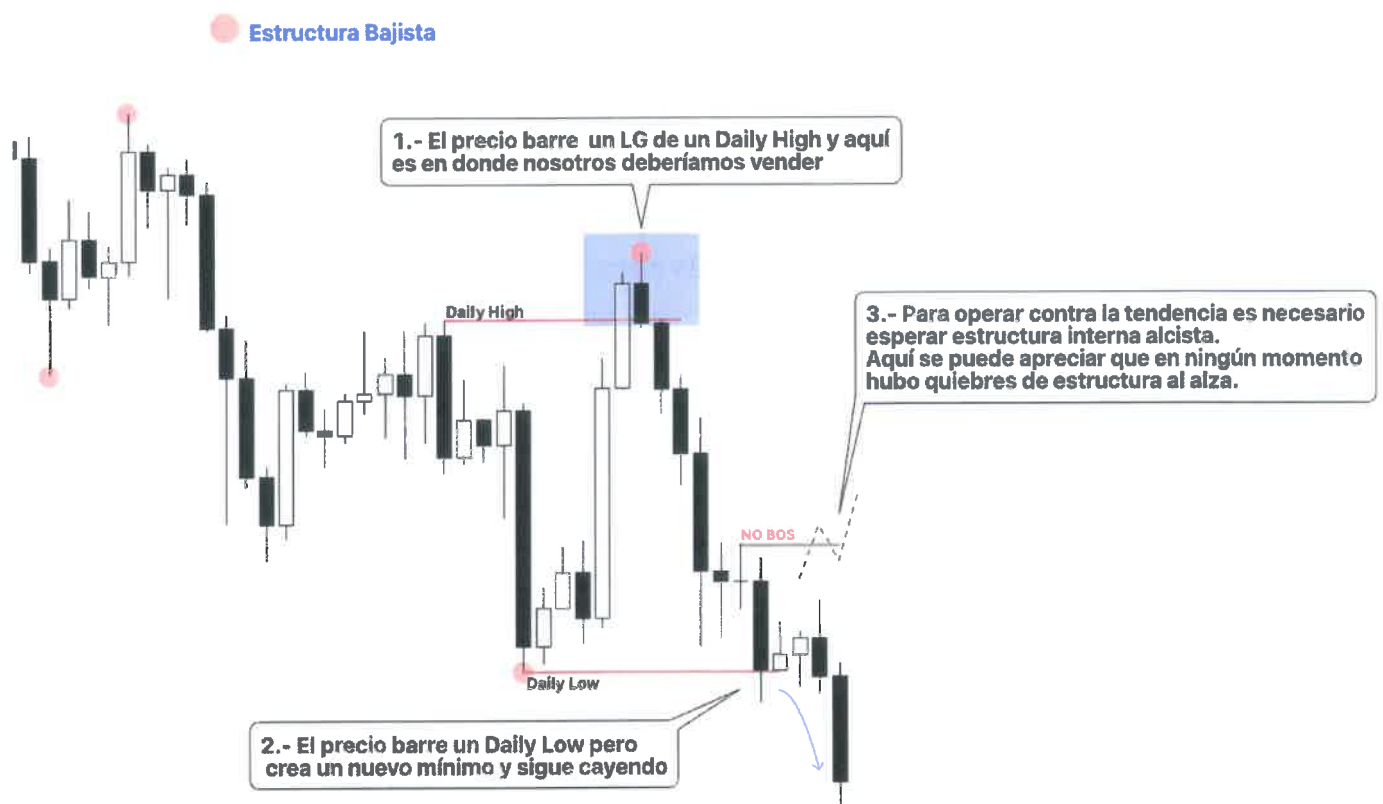 Estructura Bajista
1.- El precio barre un LG de un Daily High y aquí
es en donde nosotros deberíamos vender
Daily High
3.- Para operar contra la tendencia es necesario
esperar estructura interna alcista.
Aquí se puede apreciar que en ningún momento
hubo quiebres de estructura al alza.
NO BOS
Daily Low
2.- El precio barre un Daily Low pero
crea un nuevo mínimo y sigue cayendo